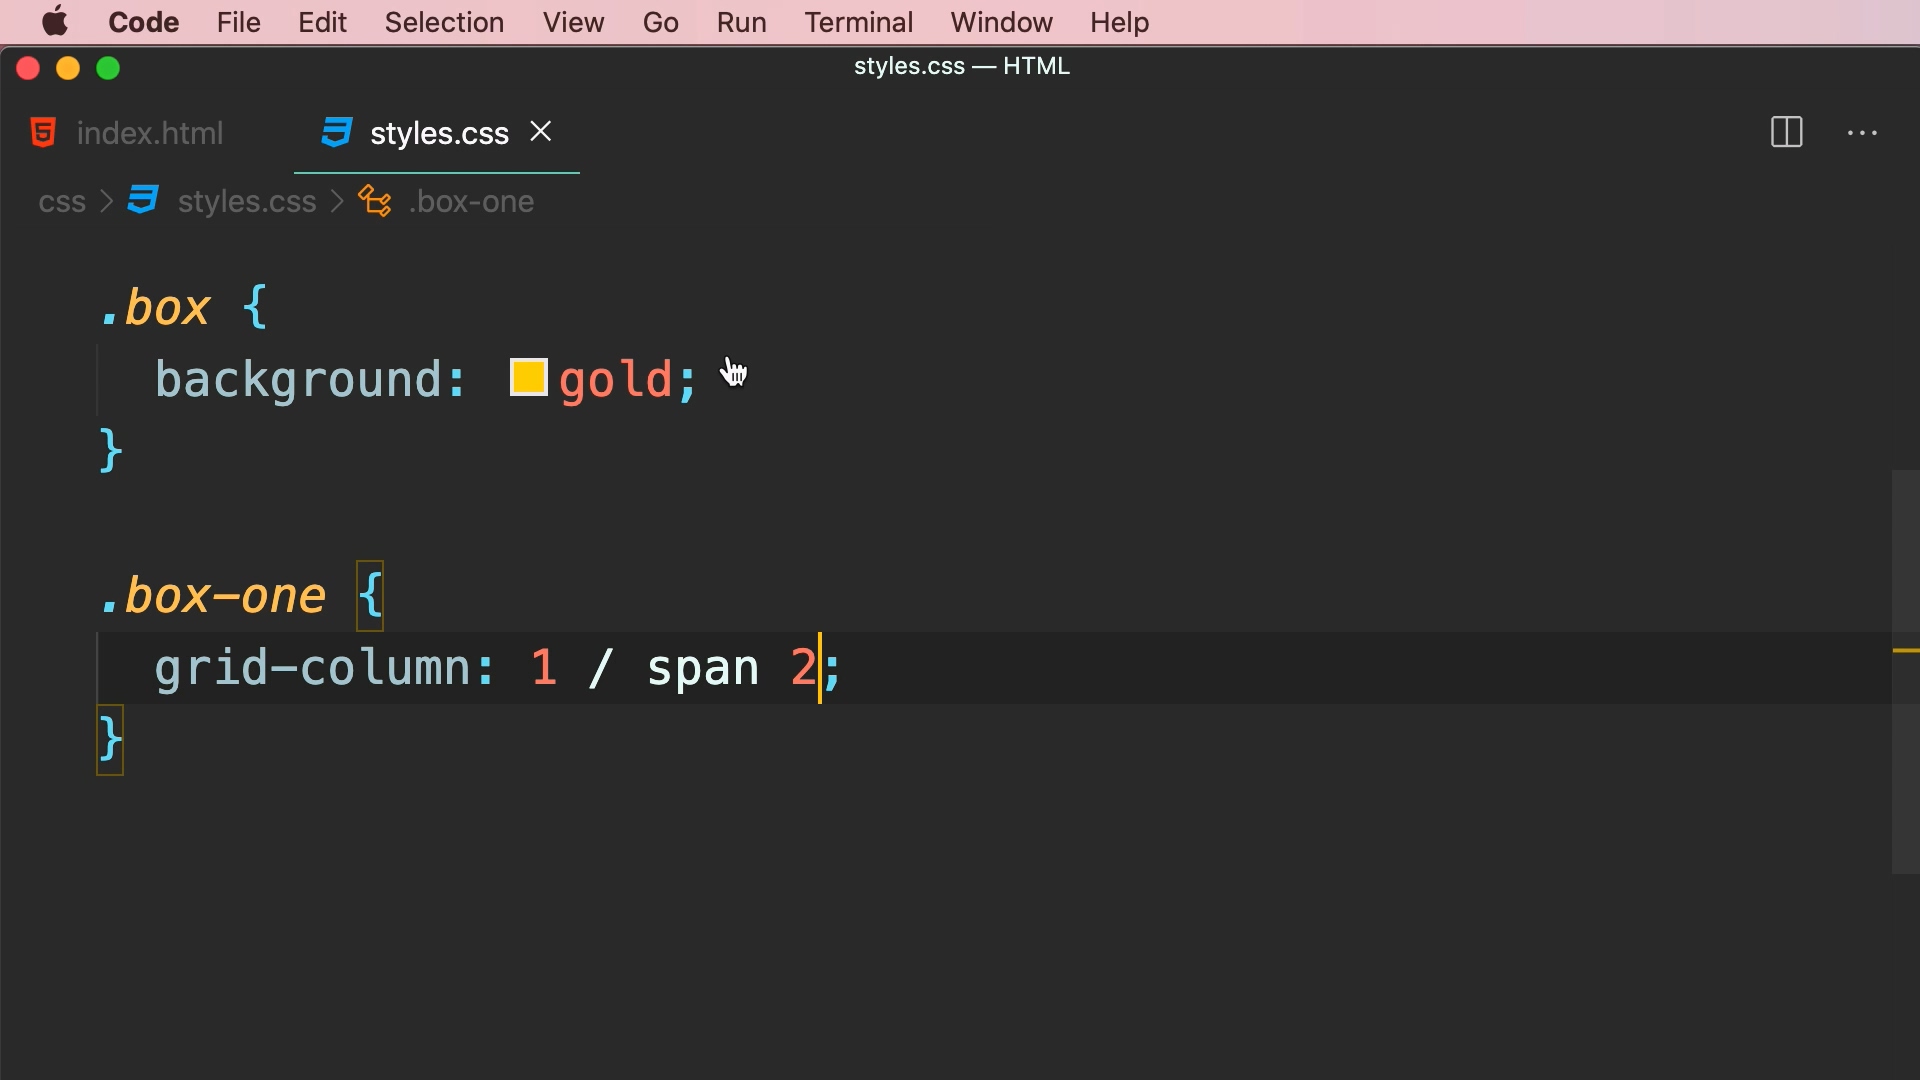 Code File Edit Selection View Go Run Terminal Window Help
styles.css — HTML
index.html styles.css
css > styles.css > .box-one
.box {
background: gold;
}
.box-one {
grid-column: 1 / span 2;
}